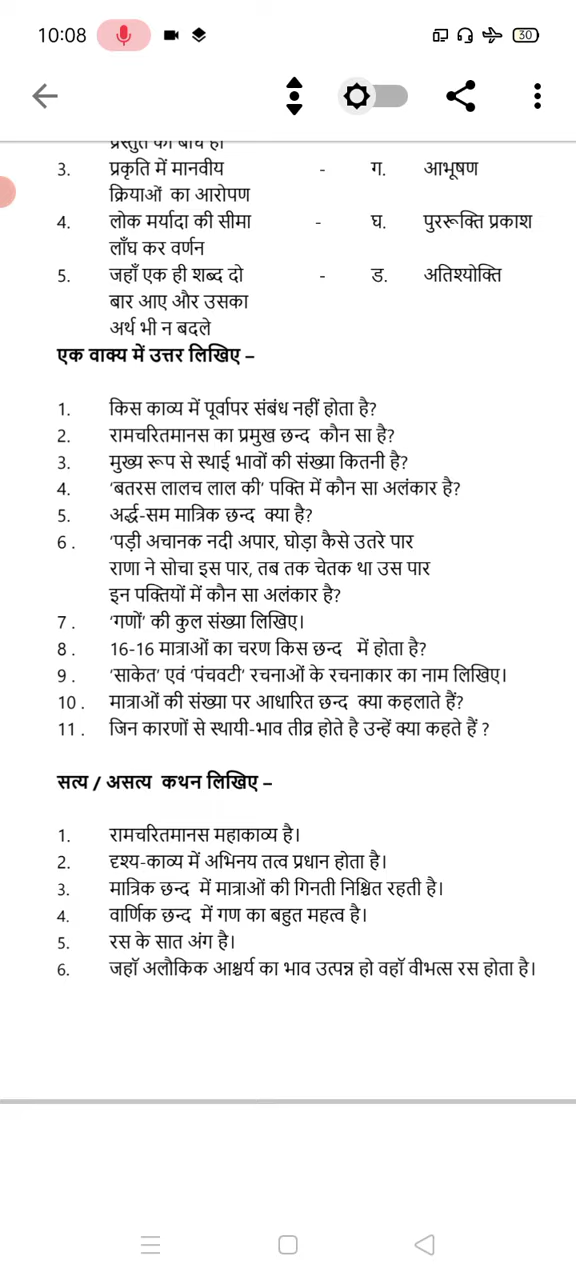 10:08
30
प्रस्तुत का बोध हो
3. प्रकृति में मानवीय - ग. आभूषण
क्रियाओं का आरोपण
4. लोक मर्यादा की सीमा - घ. पुररूक्ति प्रकाश
लाँघ कर वर्णन
5. जहाँ एक ही शब्द दो - ड. अतिश्योक्ति
बार आए और उसका
अर्थ भी न बदले
एक वाक्य में उत्तर लिखिए –
1. किस काव्य में पूर्वापर संबंध नहीं होता है?
2. रामचरितमानस का प्रमुख छन्द कौन सा है?
3. मुख्य रूप से स्थाई भावों की संख्या कितनी है?
4. ‘बतरस लालच लाल की’ पक्ति में कौन सा अलंकार है?
5. अर्द्ध-सम मात्रिक छन्द क्या है?
6 . ‘पड़ी अचानक नदी अपार, घोड़ा कैसे उतरे पार
राणा ने सोचा इस पार, तब तक चेतक था उस पार
इन पक्तियों में कौन सा अलंकार है?
7 . ‘गणों’ की कुल संख्या लिखिए।
8 . 16-16 मात्राओं का चरण किस छन्द में होता है?
9 . ‘साकेत’ एवं ‘पंचवटी’ रचनाओं के रचनाकार का नाम लिखिए।
10 . मात्राओं की संख्या पर आधारित छन्द क्या कहलाते हैं?
11 . जिन कारणों से स्थायी-भाव तीव्र होते है उन्हें क्या कहते हैं ?
सत्य / असत्य कथन लिखिए –
1. रामचरितमानस महाकाव्य है।
2. दृश्य-काव्य में अभिनय तत्व प्रधान होता है।
3. मात्रिक छन्द में मात्राओं की गिनती निश्चित रहती है।
4. वार्णिक छन्द में गण का बहुत महत्व है।
5. रस के सात अंग है।
6. जहाॅ अलौकिक आश्चर्य का भाव उत्पन्न हो वहाॅ वीभत्स रस होता है।